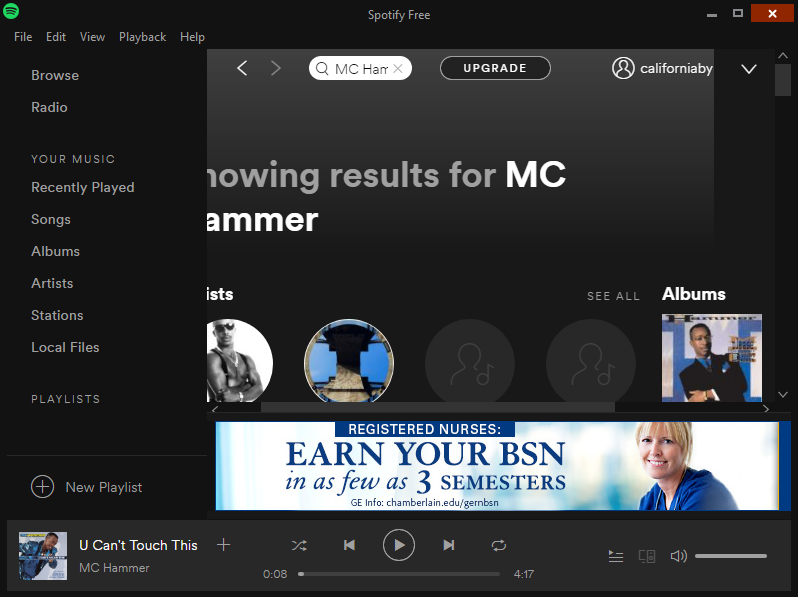 Spotify Free
File Edit View Playback Help
Browse
Radio
YOUR MUSIC
Recently Played
Songs
Albums
Artists
Stations
Local Files
PLAYLISTS
New Playlist
MC Ham
UPGRADE
californiaby
howing results for MC
ammer
ists
SEE ALL
Albums
Hammer
REGISTERED NURSES:
EARN YOUR BSN
in as few as 3 SEMESTERS
GE Info: chamberlain.edu/gernbsn
U Can't Touch This
MC Hammer
0:08
4:17